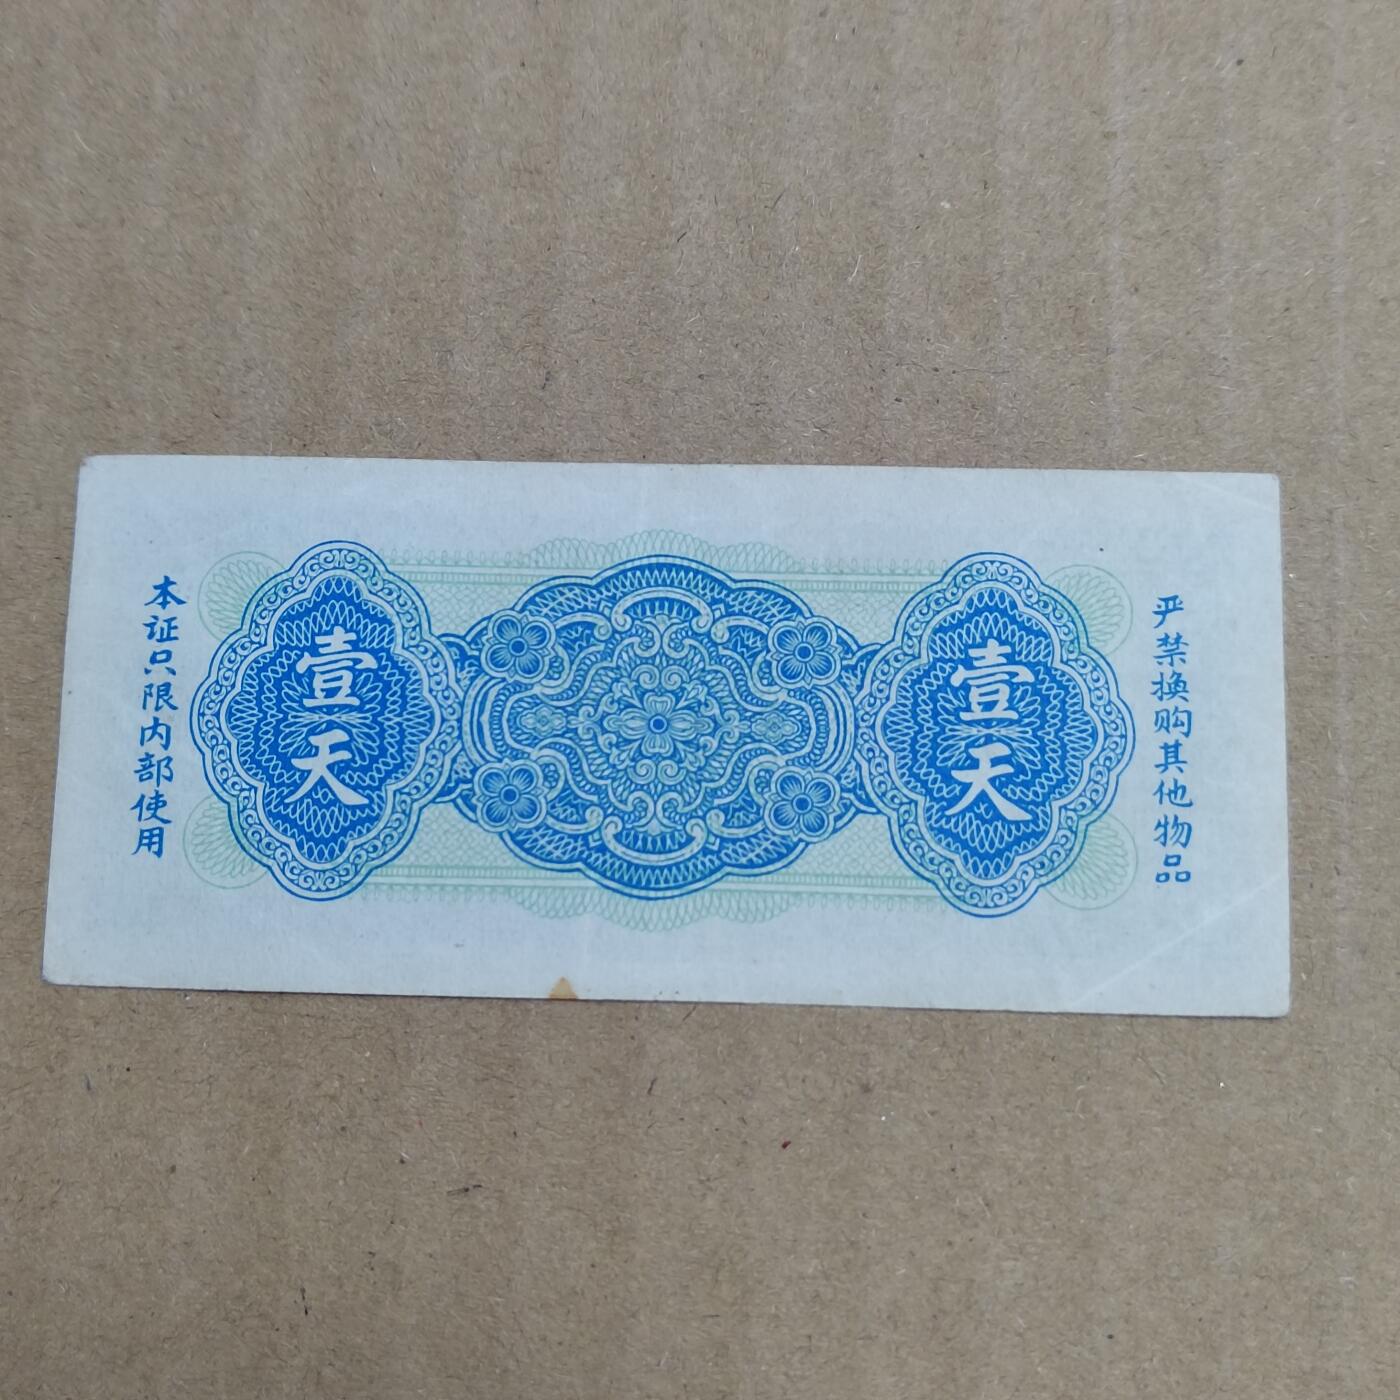 本证只限内部使用
壹天
壹天
严禁换购其他物品